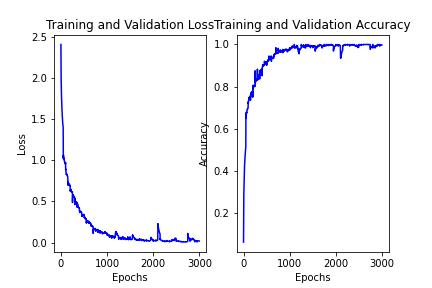 Training and Validation Loss
2.5
2.0
1.5
1.0
0.5
0.0
Loss
0 1000 2000 3000
Epochs
Training and Validation Accuracy
1.0
0.8
0.6
0.4
0.2
Accuracy
0 1000 2000 3000
Epochs